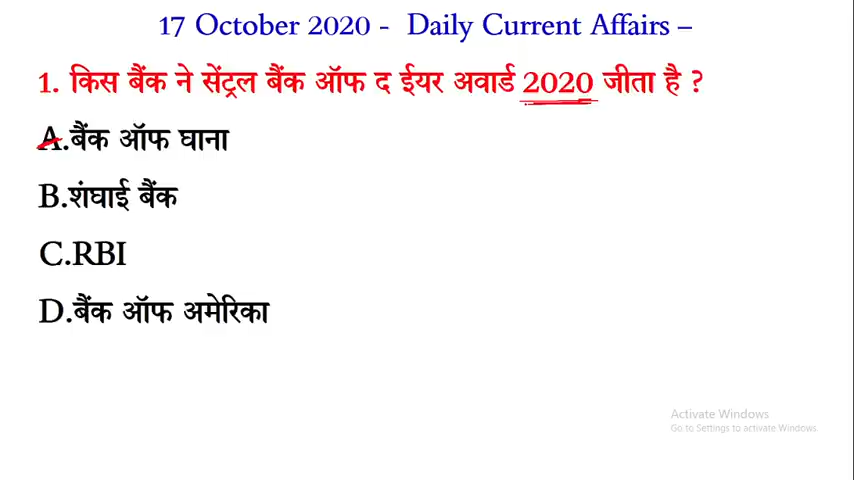 17 October 2020 - Daily Current Affairs –
1. किस बैंक ने सेंट्रल बैंक ऑफ द ईयर अवार्ड 2020 जीता है ?
A.बैंक ऑफ घाना
B.शंघाई बैंक
C.RBI
D.बैंक ऑफ अमेरिका
Activate Windows
Go to Settings to activate Windows